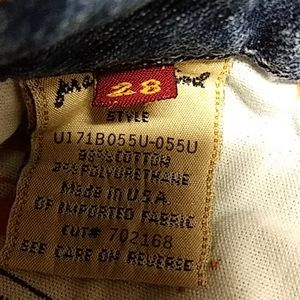 28
STYLE
U171B055U-055U
98% COTTON
2% POLYURETHANE
MADE IN U.S.A.
OF IMPORTED FABRIC
CUT# 702168
SEE CARE ON REVERSE